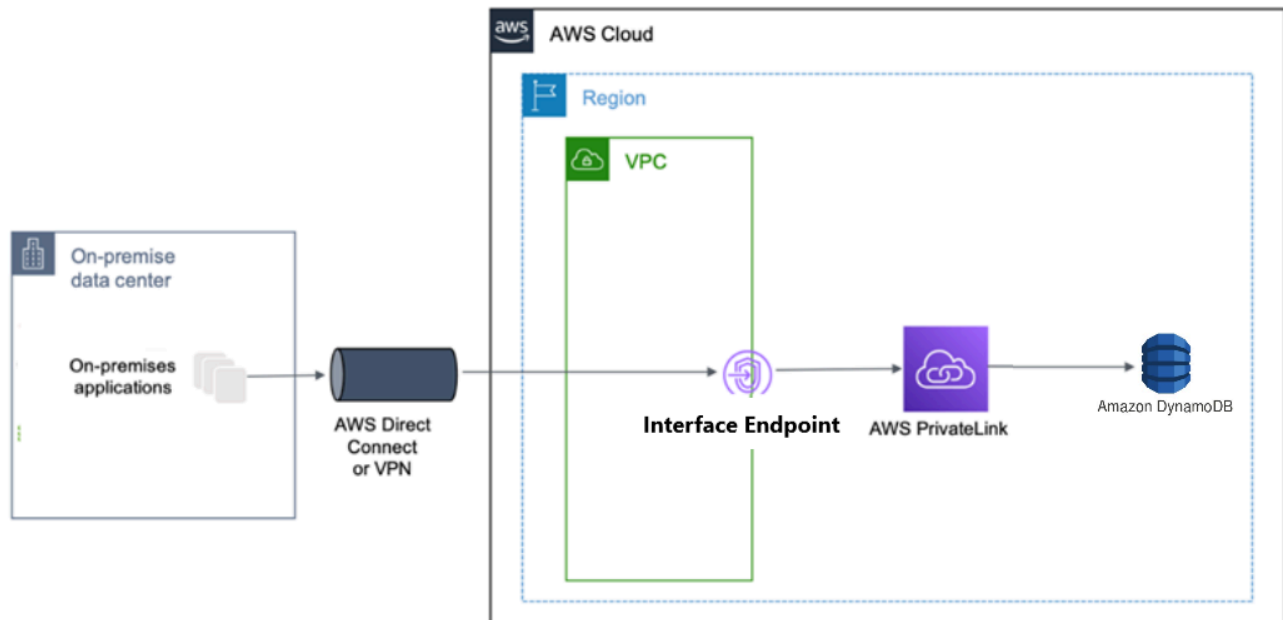 aws
AWS Cloud
Region
VPC
On-premise
data center
On-premises
applications
AWS Direct
Connect
or VPN
Interface Endpoint
AWS PrivateLink
Amazon DynamoDB